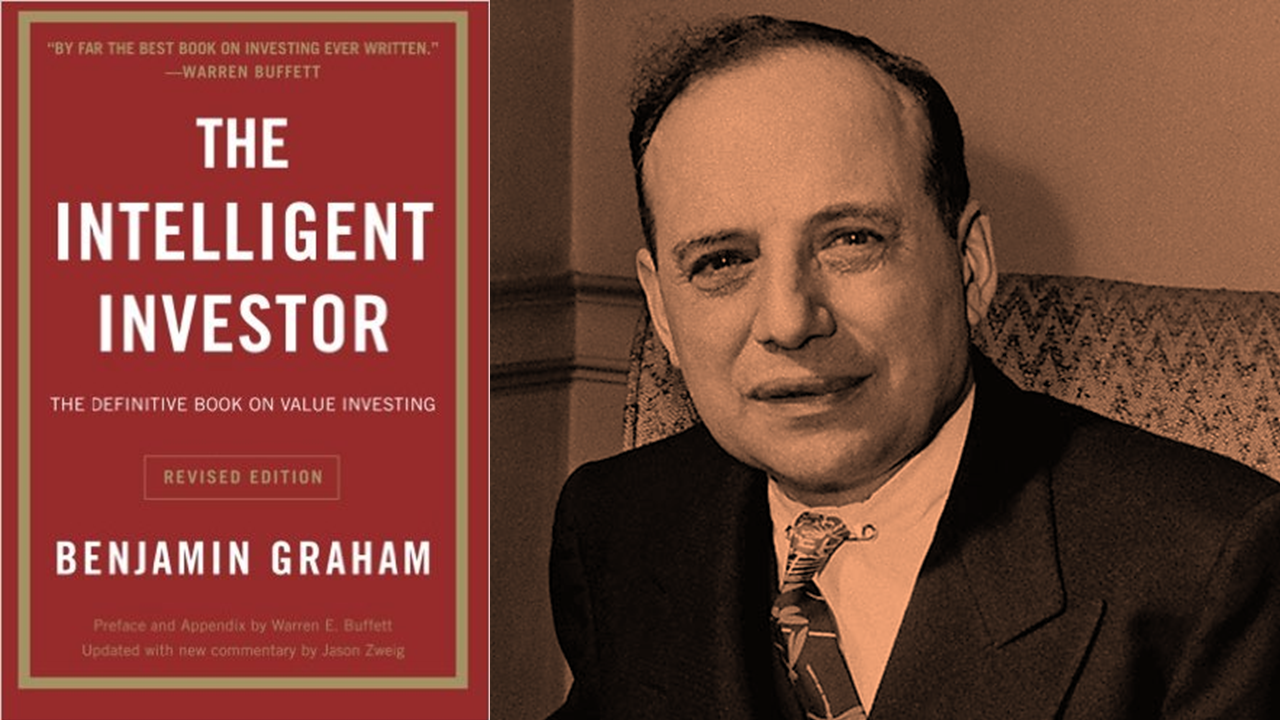 “BY FAR THE BEST BOOK ON INVESTING EVER WRITTEN.”
—WARREN BUFFETT
THE
INTELLIGENT
INVESTOR
THE DEFINITIVE BOOK ON VALUE INVESTING
REVISED EDITION
BENJAMIN GRAHAM
Preface and Appendix by Warren E. Buffett
Updated with new commentary by Jason Zweig